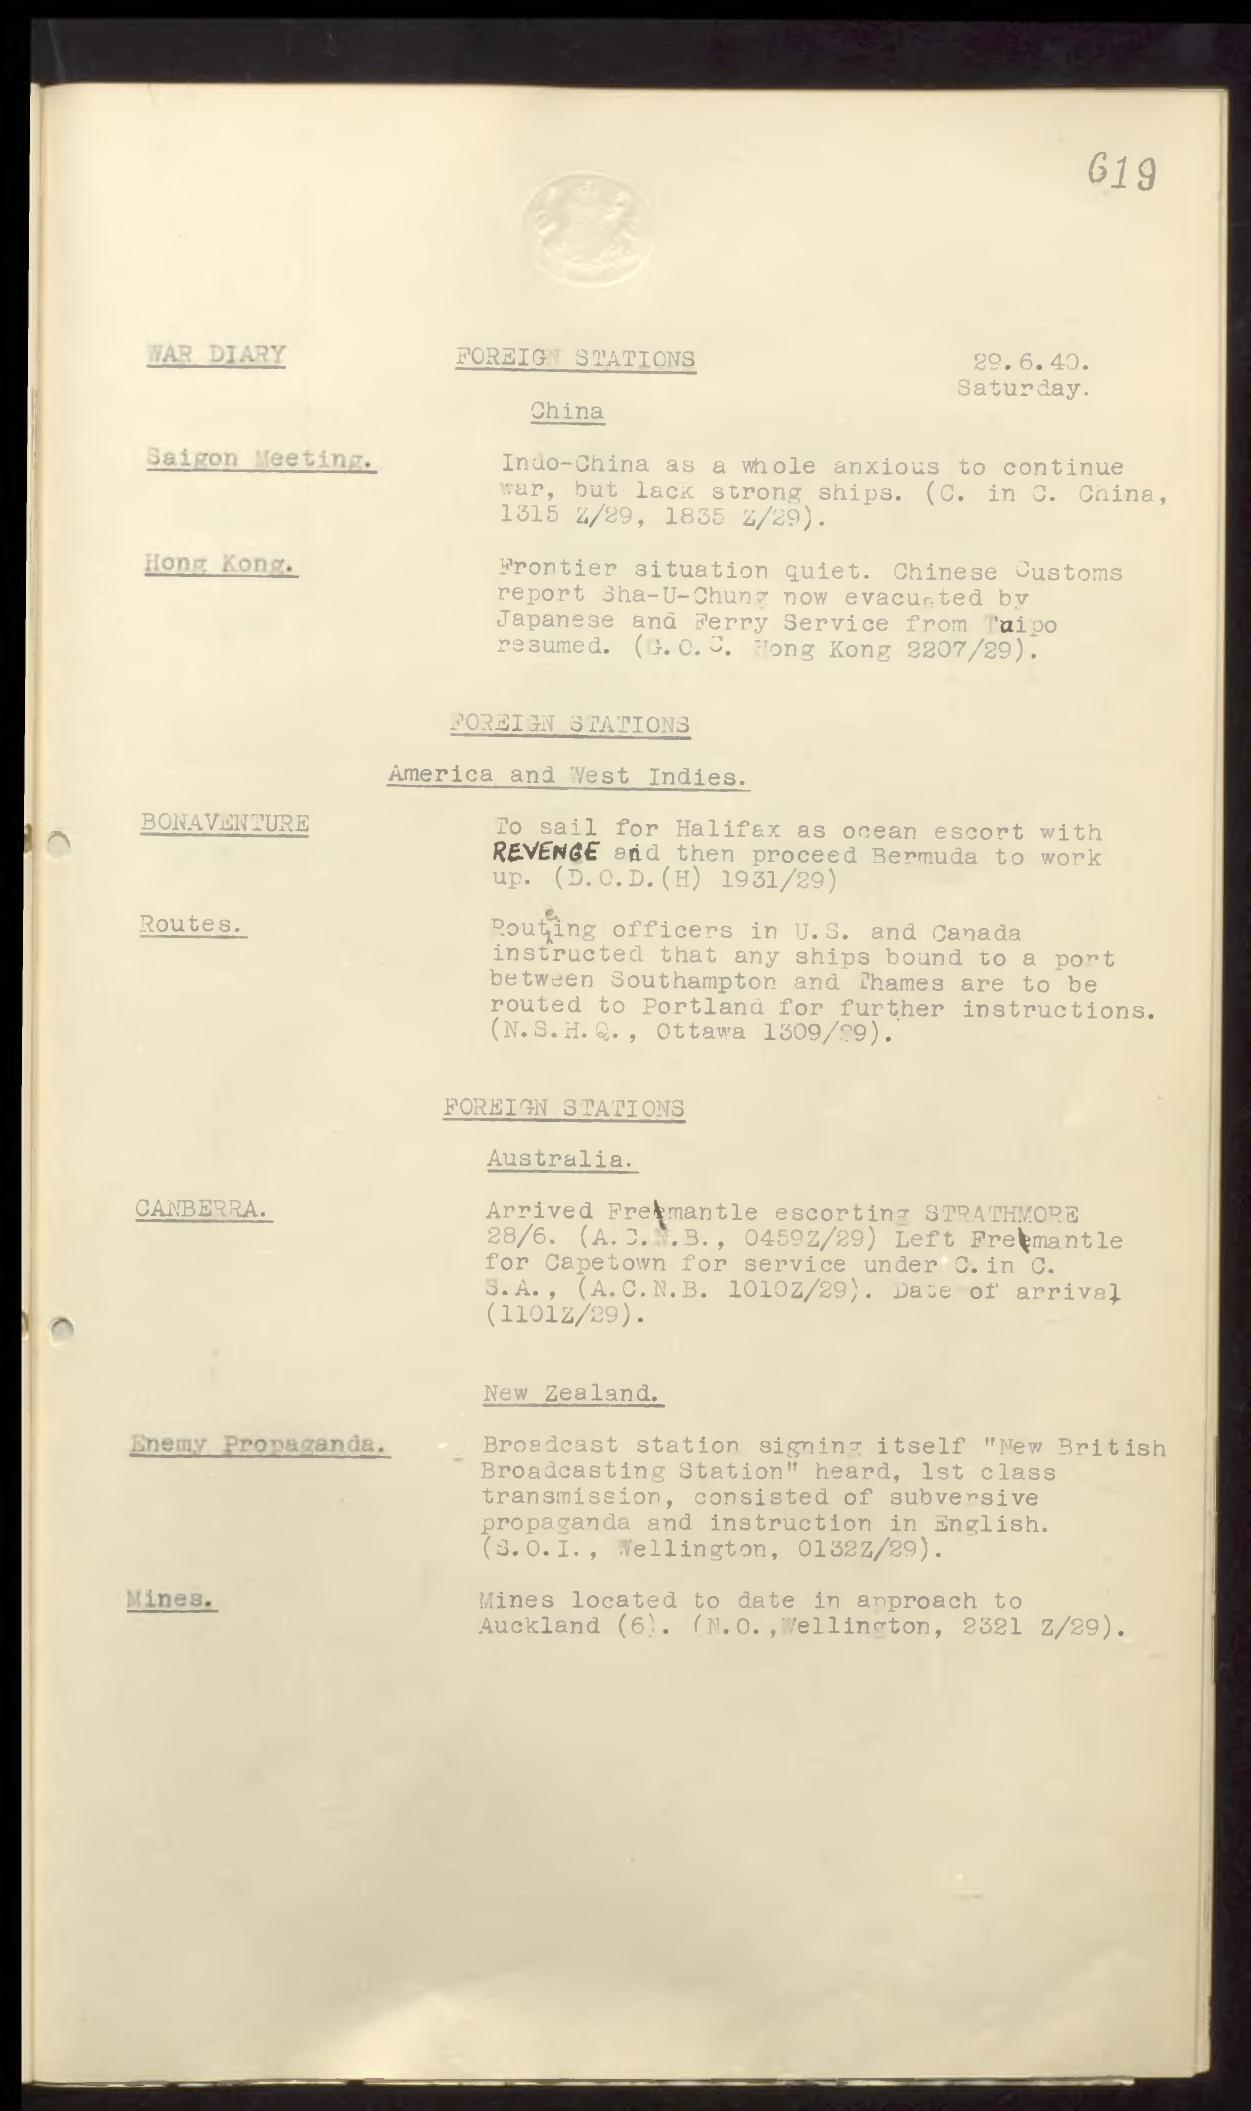 619
WAR DIARY FOREIGN STATIONS 29.6.40.
Saturday.
China
Saigon Meeting. Indo-China as a whole anxious to continue
war, but lack strong ships. (C. in C. China,
1315 Z/29, 1835 Z/29).
Hong Kong. Frontier situation quiet. Chinese Customs
report Sha-U-Chung now evacuated by
Japanese and Ferry Service from Taipo
resumed. (G.O.C. Hong Kong 2207/29).
FOREIGN STATIONS
America and West Indies.
BONAVENTURE To sail for Halifax as ocean escort with
REVENGE and then proceed Bermuda to work
up. (D.O.D.(H) 1931/29)
Routes. Routeing officers in U.S. and Canada
instructed that any ships bound to a port
between Southampton and Thames are to be
routed to Portland for further instructions.
(N.S.H.Q., Ottawa 1309/29).
FOREIGN STATIONS
Australia.
CANBERRA. Arrived Fremantle escorting STRATHMORE
28/6. (A.C.N.B., 0459Z/29) Left Fremantle
for Capetown for service under C. in C.
S.A., (A.C.N.B. 1010Z/29). Date of arrival
(1101Z/29).
New Zealand.
Enemy Propaganda. Broadcast station signing itself "New British
Broadcasting Station" heard, 1st class
transmission, consisted of subversive
propaganda and instruction in English.
(S.O.I., Wellington, 0132Z/29).
Mines. Mines located to date in approach to
Auckland (6). (N.O., Wellington, 2321 Z/29).